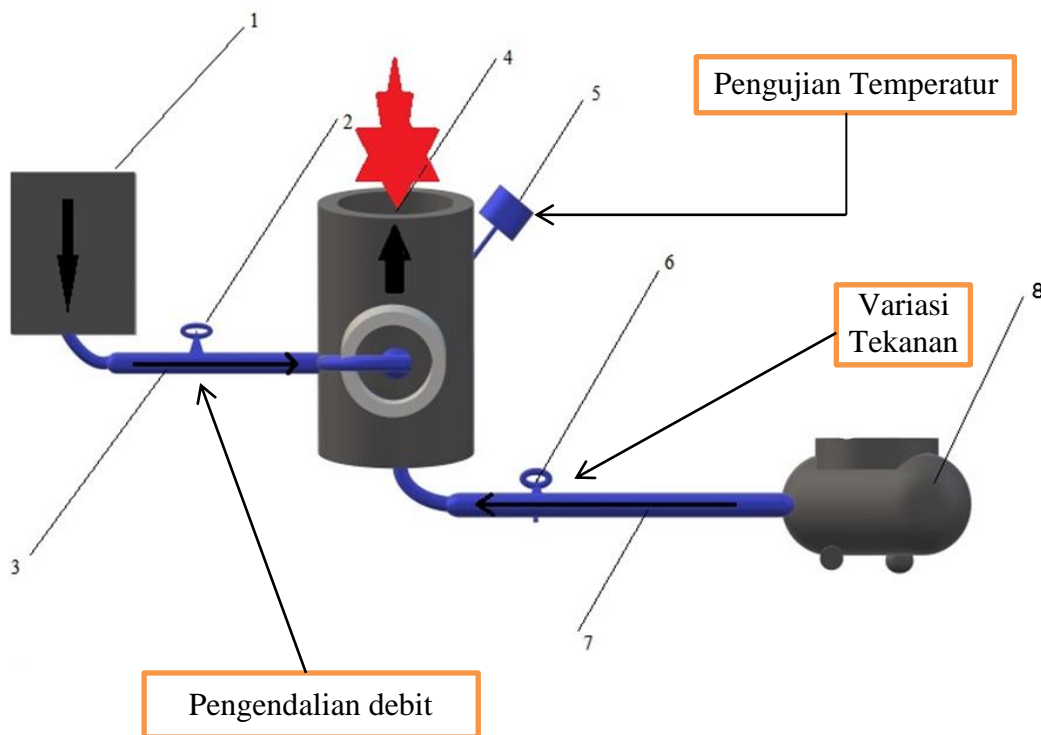 1
4
Pengujian Temperatur
5
2
6
Variasi
Tekanan
8
3
7
Pengendalian debit